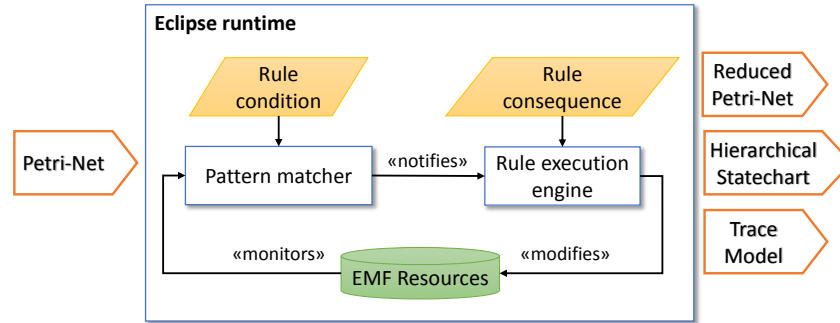 Eclipse runtime
Rule
condition
Rule
consequence
Reduced
Petri-Net
Petri-Net
Pattern matcher
«notifies»
Rule execution
engine
Hierarchical
Statechart
«monitors»
EMF Resources
«modifies»
Trace
Model